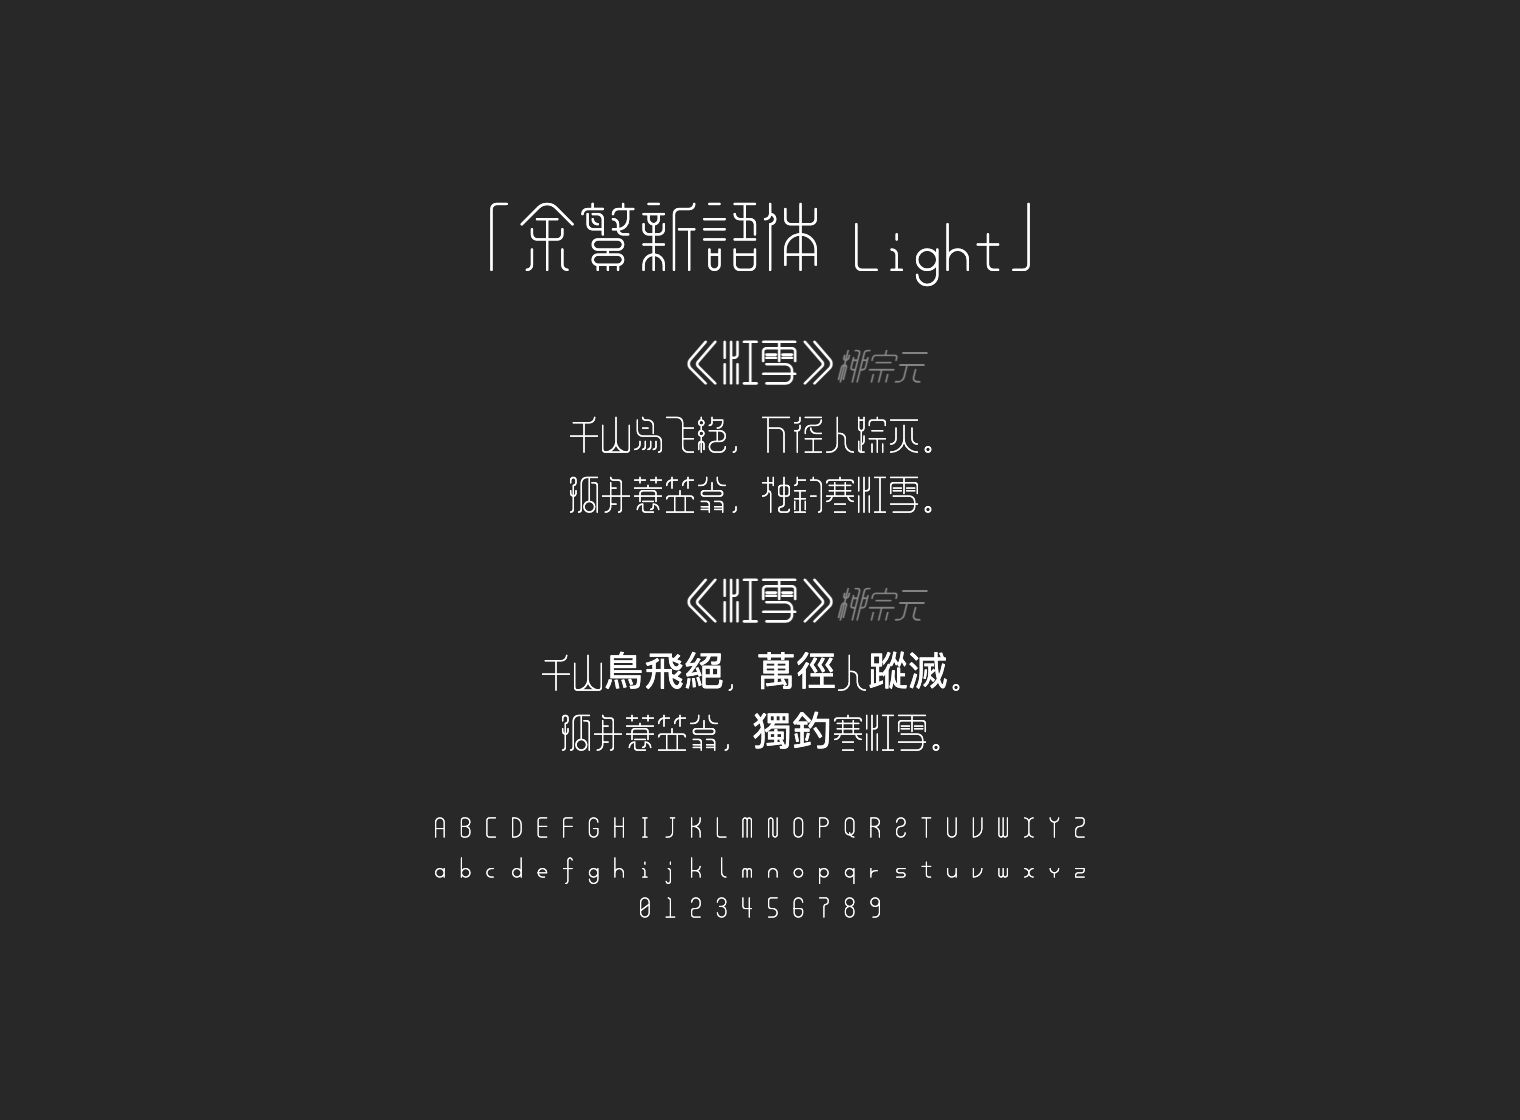 「余繁新語体 Light」
《江雪》柳宗元
千山鸟飞绝，万径人踪灭。
孤舟蓑笠翁，独钓寒江雪。
《江雪》柳宗元
千山鳥飛絕，萬徑人蹤滅。
孤舟蓑笠翁，獨釣寒江雪。
A B C D E F G H I J K L M N O P Q R S T U V W X Y Z
a b c d e f g h i j k l m n o p q r s t u v w x y z
0 1 2 3 4 5 6 7 8 9